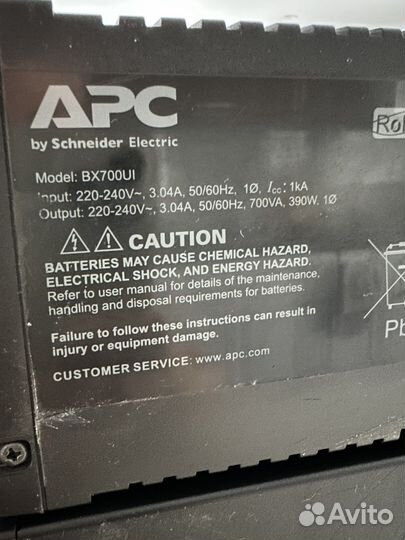 APC
by Schneider Electric
RoH
Model: BX700UI
Input: 220-240V~, 3.04A, 50/60Hz, 1Ø, Icc: 1kA
Output: 220-240V~, 3.04A, 50/60Hz, 700VA, 390W, 1Ø
CAUTION
BATTERIES MAY CAUSE CHEMICAL HAZARD,
ELECTRICAL SHOCK, AND ENERGY HAZARD.
Refer to user manual for details of the maintenance,
handling and disposal requirements for batteries.
Failure to follow these instructions can result in
injury or equipment damage.
CUSTOMER SERVICE: www.apc.com
Pb
Avito